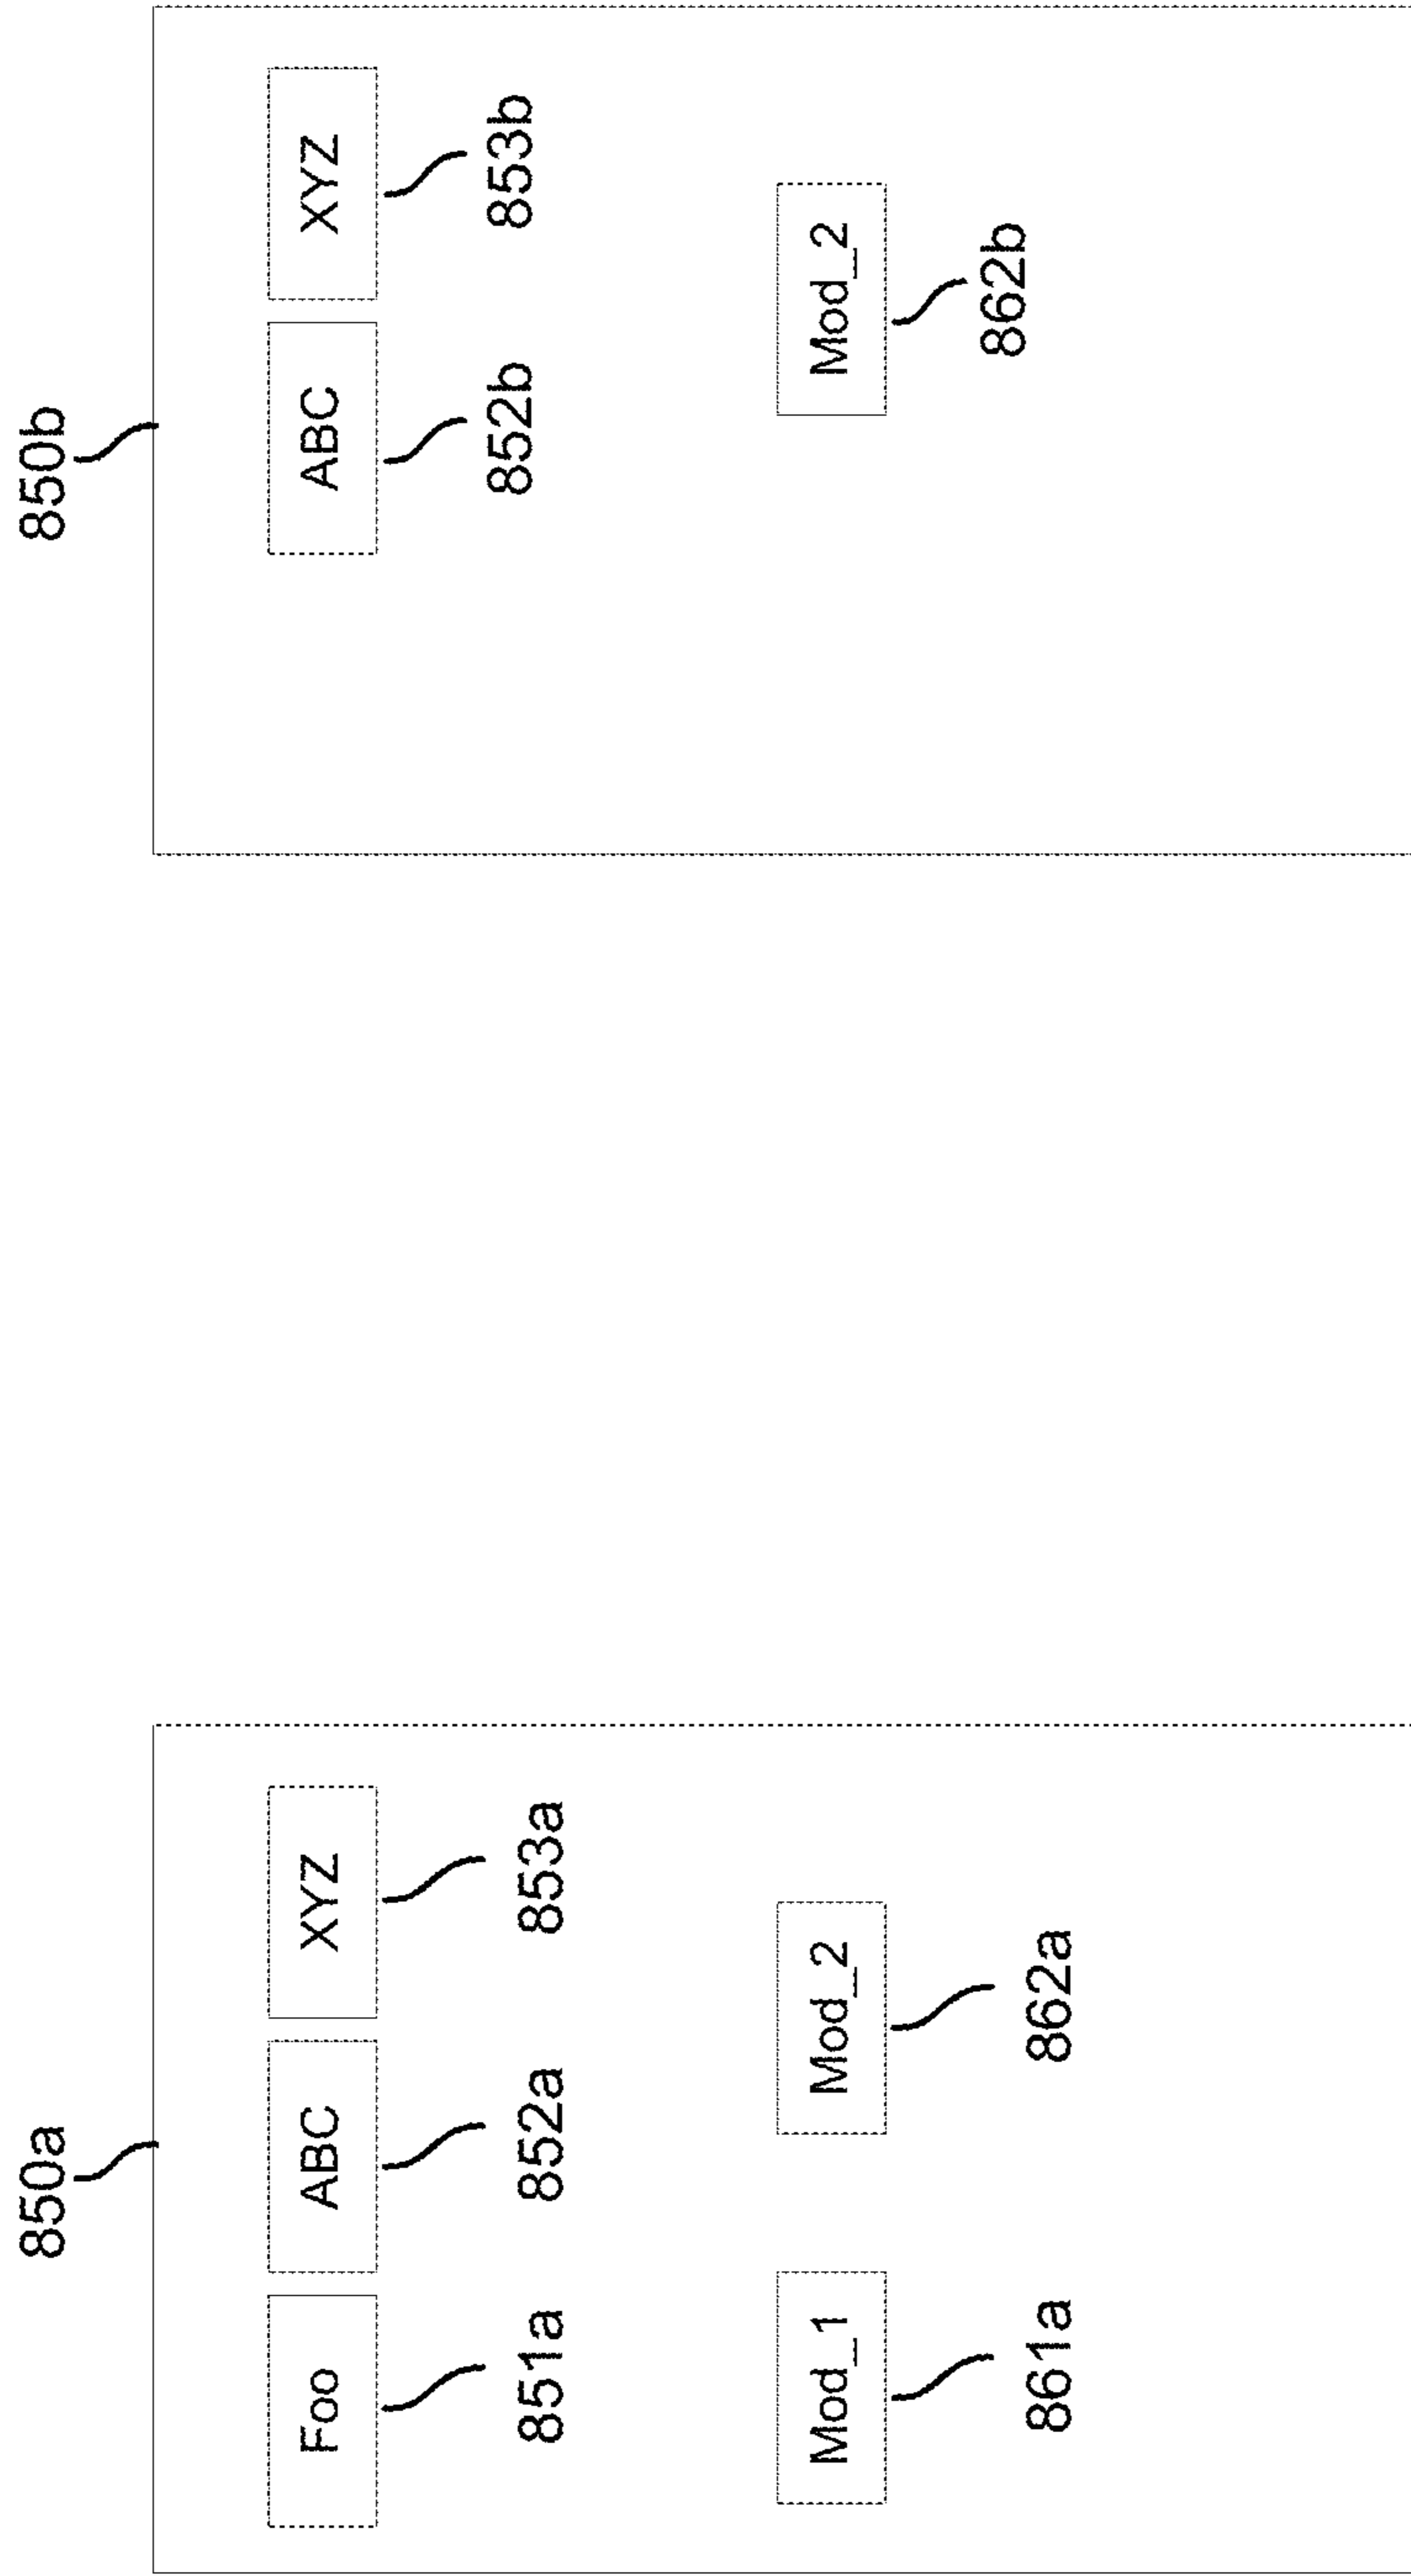 850a
850b
Foo
ABC
XYZ
ABC
XYZ
851a
852a
853a
852b
853b
Mod_1
Mod_2
Mod_2
861a
862a
862b